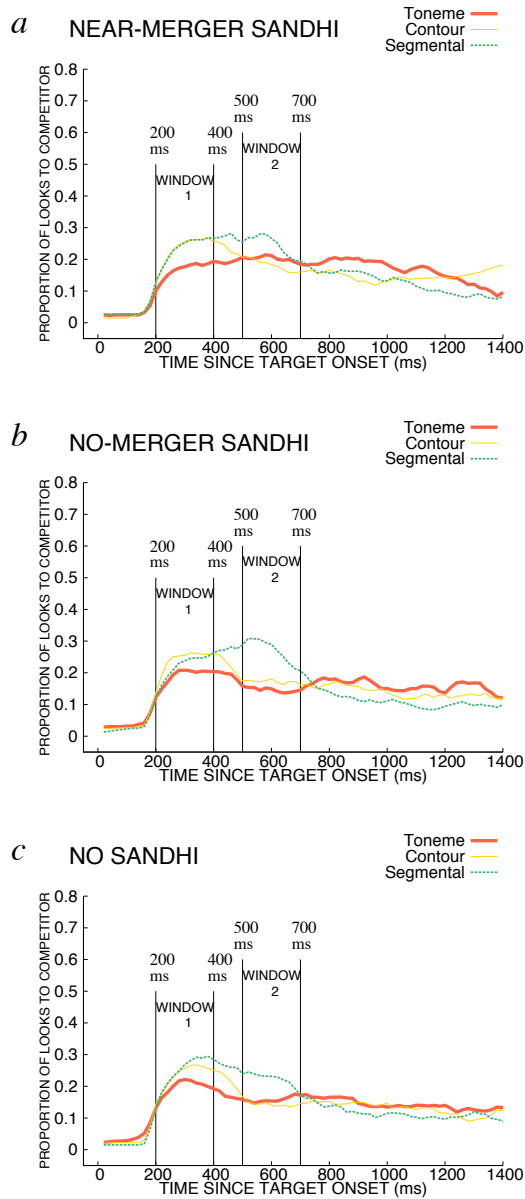 a NEAR-MERGER SANDHI
Toneme
Contour
Segmental
PROPORTION OF LOOKS TO COMPETITOR
0.8
0.7
0.6
0.5
0.4
0.3
0.2
0.1
0
200 ms
400 ms
500 ms
700 ms
WINDOW 1
WINDOW 2
0 200 400 600 800 1000 1200 1400
TIME SINCE TARGET ONSET (ms)
b NO-MERGER SANDHI
Toneme
Contour
Segmental
PROPORTION OF LOOKS TO COMPETITOR
0.8
0.7
0.6
0.5
0.4
0.3
0.2
0.1
0
200 ms
400 ms
500 ms
700 ms
WINDOW 1
WINDOW 2
0 200 400 600 800 1000 1200 1400
TIME SINCE TARGET ONSET (ms)
c NO SANDHI
Toneme
Contour
Segmental
PROPORTION OF LOOKS TO COMPETITOR
0.8
0.7
0.6
0.5
0.4
0.3
0.2
0.1
0
200 ms
400 ms
500 ms
700 ms
WINDOW 1
WINDOW 2
0 200 400 600 800 1000 1200 1400
TIME SINCE TARGET ONSET (ms)